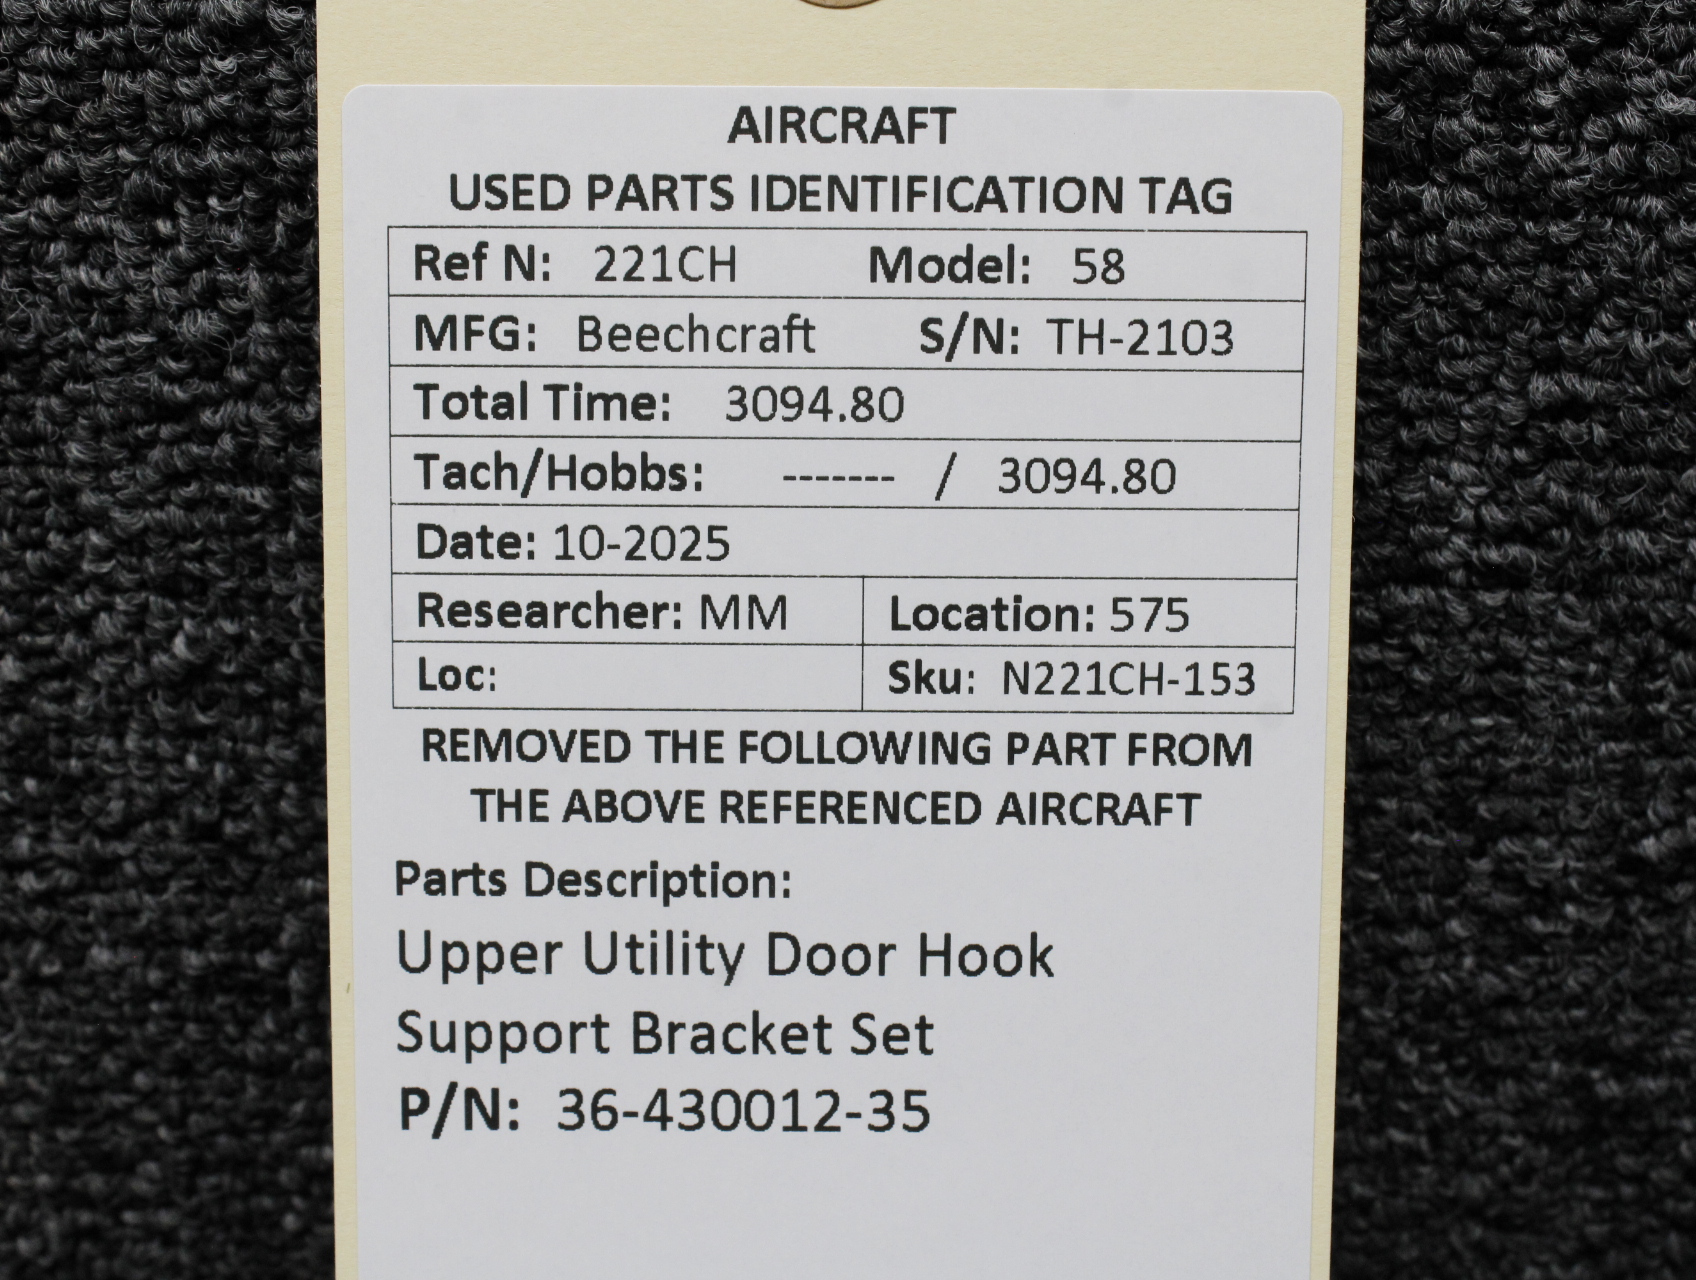 AIRCRAFT
USED PARTS IDENTIFICATION TAG
Ref N: 221CH Model: 58
MFG: Beechcraft S/N: TH-2103
Total Time: 3094.80
Tach/Hobbs: ------- / 3094.80
Date: 10-2025
Researcher: MM Location: 575
Loc: Sku: N221CH-153
REMOVED THE FOLLOWING PART FROM
THE ABOVE REFERENCED AIRCRAFT
Parts Description:
Upper Utility Door Hook
Support Bracket Set
P/N: 36-430012-35